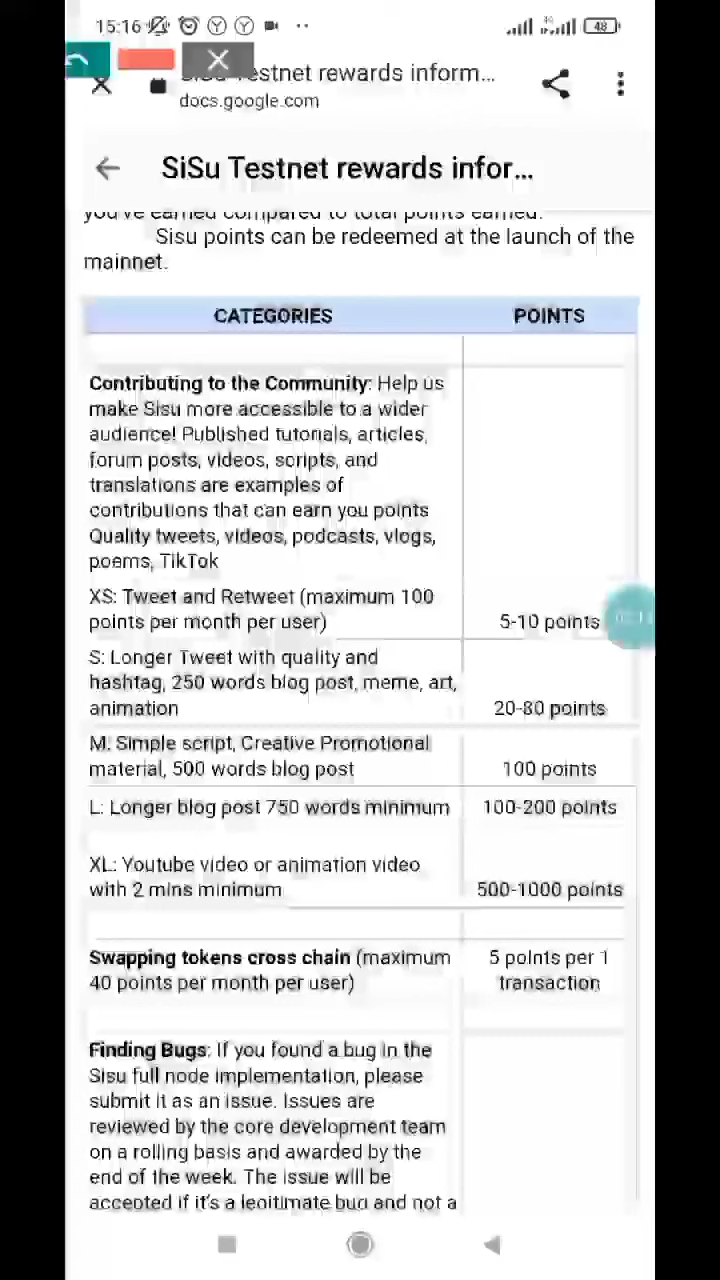 15:16
4G
48
SiSu Testnet rewards inform...
docs.google.com
SiSu Testnet rewards infor...
you've earned compared to total points earned.
Sisu points can be redeemed at the launch of the
mainnet.
CATEGORIES POINTS
Contributing to the Community: Help us
make Sisu more accessible to a wider
audience! Published tutorials, articles,
forum posts, videos, scripts, and
translations are examples of
contributions that can earn you points
Quality tweets, videos, podcasts, vlogs,
poems, TikTok
XS: Tweet and Retweet (maximum 100
points per month per user) 5-10 points
S: Longer Tweet with quality and
hashtag, 250 words blog post, meme, art,
animation 20-80 points
M: Simple script, Creative Promotional
material, 500 words blog post 100 points
L: Longer blog post 750 words minimum 100-200 points
XL: Youtube video or animation video
with 2 mins minimum 500-1000 points
Swapping tokens cross chain (maximum 5 points per 1
40 points per month per user) transaction
Finding Bugs: If you found a bug in the
Sisu full node implementation, please
submit it as an issue. Issues are
reviewed by the core development team
on a rolling basis and awarded by the
end of the week. The issue will be
accepted if it's a legitimate bug and not a